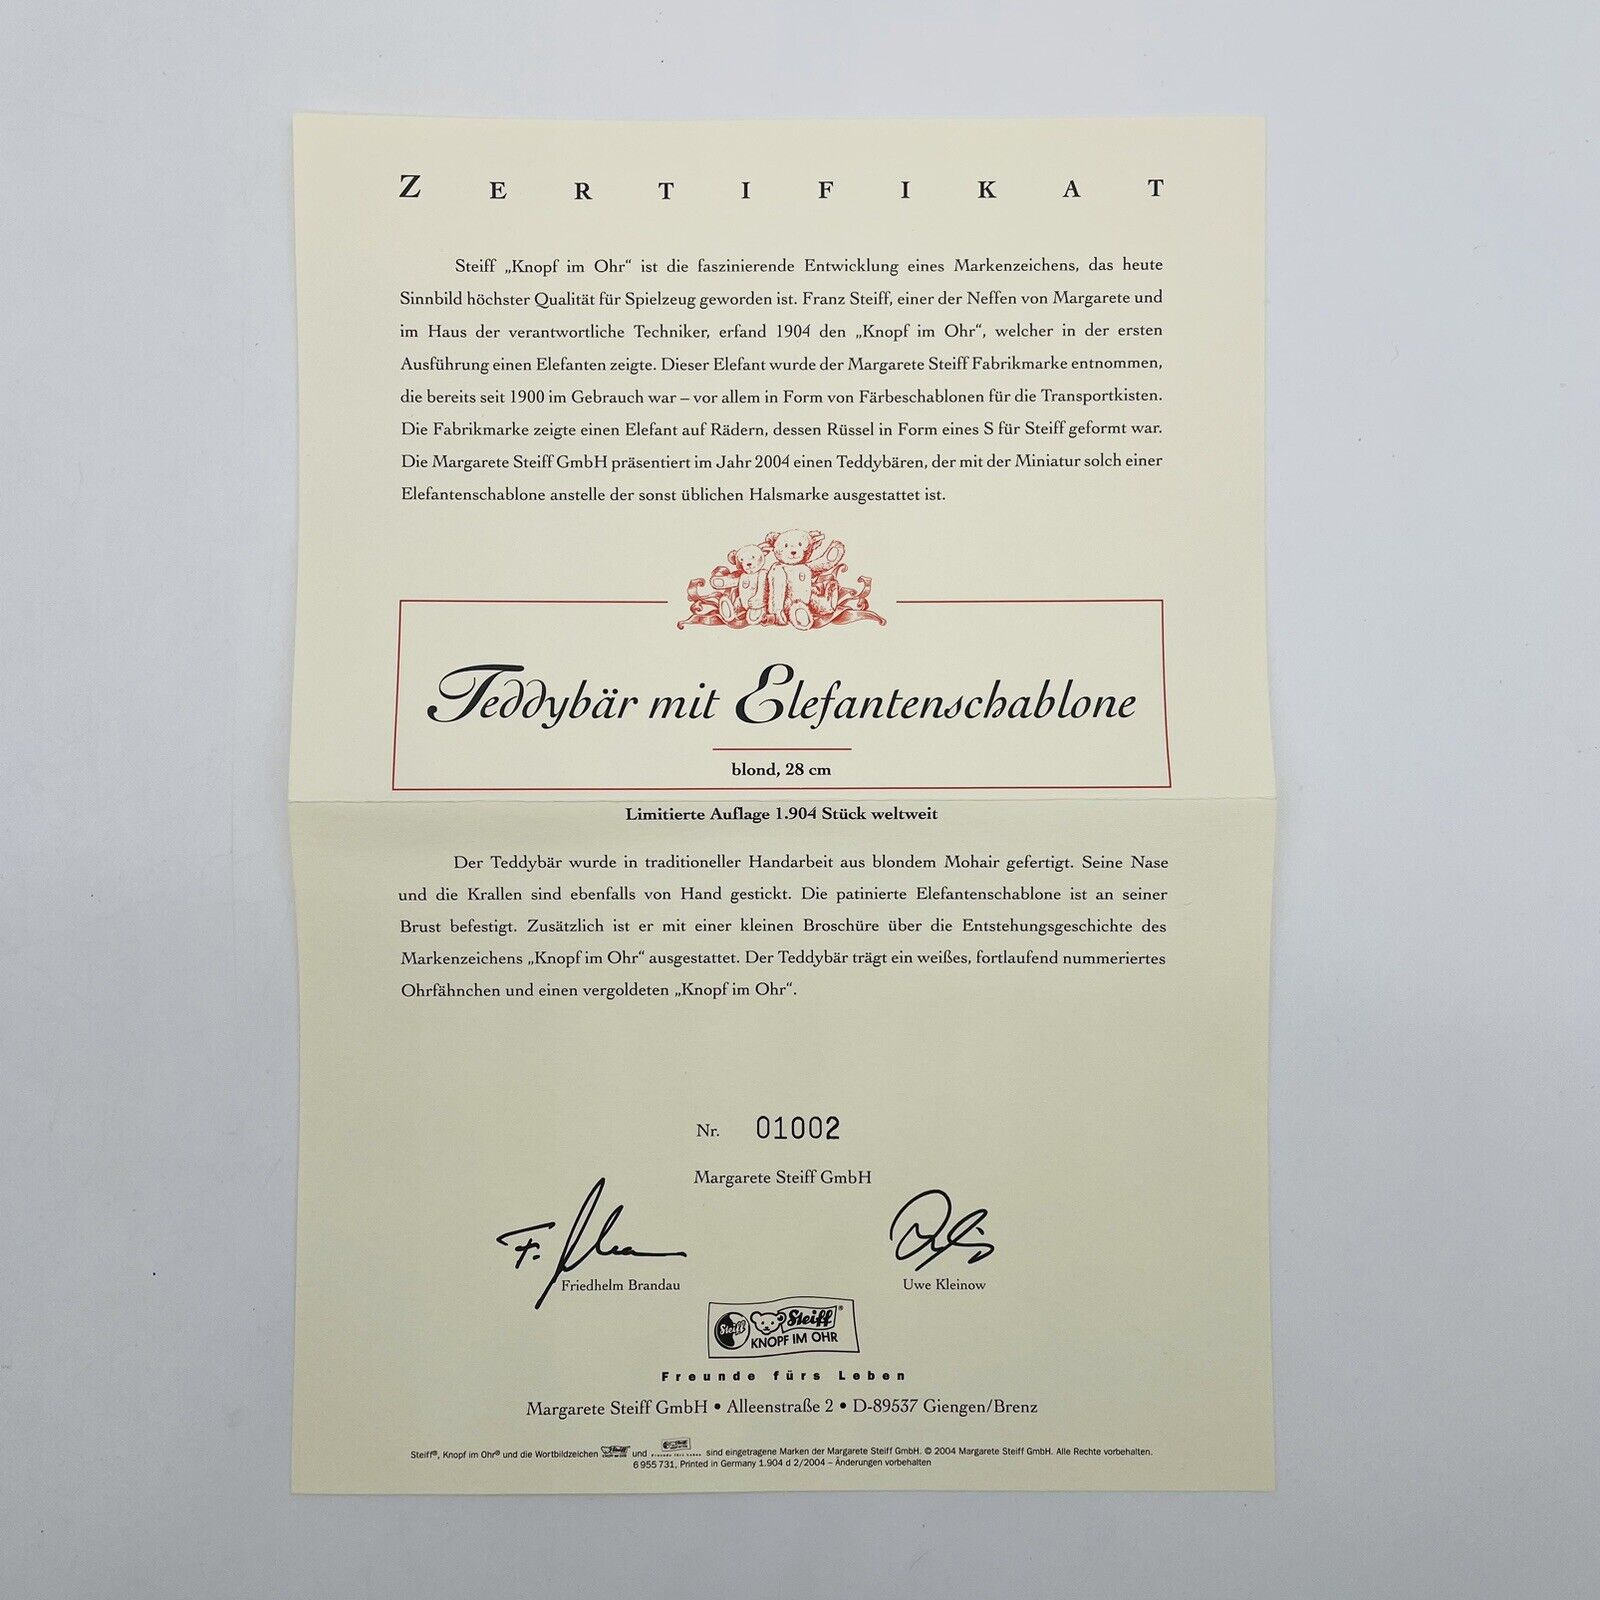 ZERTIFIKAT
Steiff „Knopf im Ohr“ ist die faszinierende Entwicklung eines Markenzeichens, das heute
Sinnbild höchster Qualität für Spielzeug geworden ist. Franz Steiff, einer der Neffen von Margarete und
im Haus der verantwortliche Techniker, erfand 1904 den „Knopf im Ohr“, welcher in der ersten
Ausführung einen Elefanten zeigte. Dieser Elefant wurde der Margarete Steiff Fabrikmarke entnommen,
die bereits seit 1900 im Gebrauch war – vor allem in Form von Färbeschablonen für die Transportkisten.
Die Fabrikmarke zeigte einen Elefant auf Rädern, dessen Rüssel in Form eines S für Steiff geformt war.
Die Margarete Steiff GmbH präsentiert im Jahr 2004 einen Teddybären, der mit der Miniatur solch einer
Elefantenschablone anstelle der sonst üblichen Halsmarke ausgestattet ist.
Teddybär mit Elefantenschablone
blond, 28 cm
Limitierte Auflage 1.904 Stück weltweit
Der Teddybär wurde in traditioneller Handarbeit aus blondem Mohair gefertigt. Seine Nase
und die Krallen sind ebenfalls von Hand gestickt. Die patinierte Elefantenschablone ist an seiner
Brust befestigt. Zusätzlich ist er mit einer kleinen Broschüre über die Entstehungsgeschichte des
Markenzeichens „Knopf im Ohr“ ausgestattet. Der Teddybär trägt ein weißes, fortlaufend nummeriertes
Ohrfähnchen und einen vergoldeten „Knopf im Ohr“.
Nr. 01002
Margarete Steiff GmbH
Friedhelm Brandau Uwe Kleinow
Steiff Steiff®
KNOPF IM OHR
Freunde fürs Leben
Margarete Steiff GmbH • Alleenstraße 2 • D-89537 Giengen/Brenz
Steiff®, Knopf im Ohr® und die Wortbildzeichen und sind eingetragene Marken der Margarete Steiff GmbH. © 2004 Margarete Steiff GmbH. Alle Rechte vorbehalten.
6 955 731, Printed in Germany 1.904 d 2/2004 – Änderungen vorbehalten